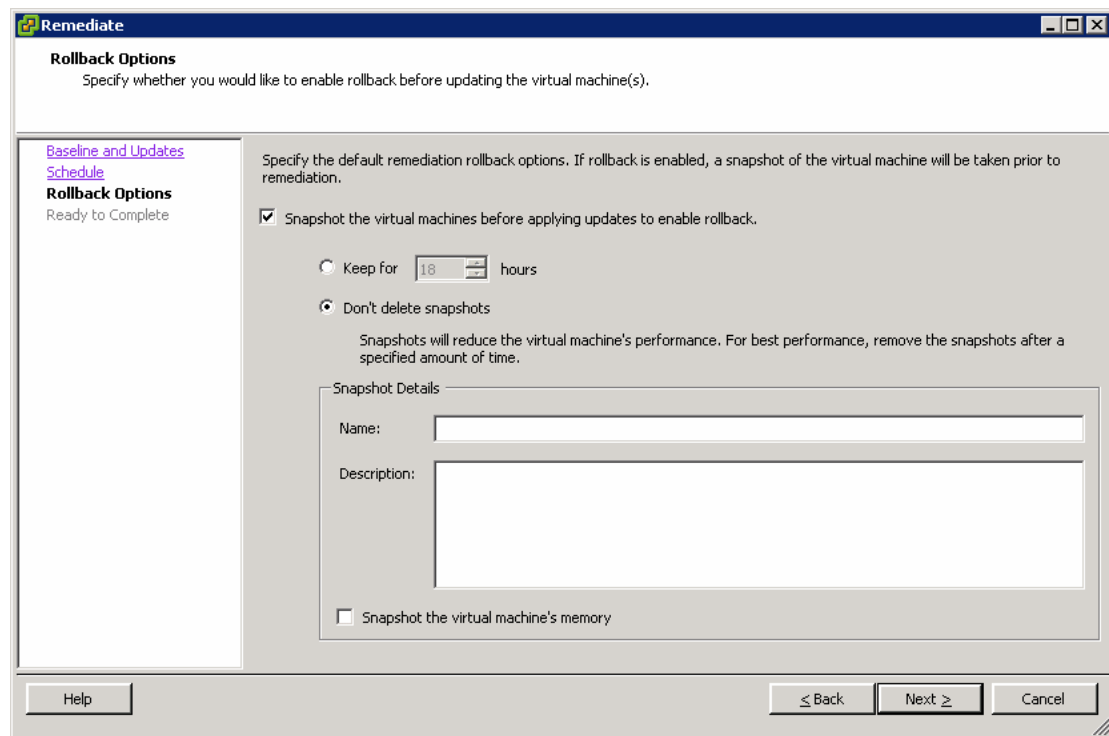 Remediate
Rollback Options
Specify whether you would like to enable rollback before updating the virtual machine(s).
Baseline and Updates
Schedule
Rollback Options
Ready to Complete
Specify the default remediation rollback options. If rollback is enabled, a snapshot of the virtual machine will be taken prior to
remediation.
Snapshot the virtual machines before applying updates to enable rollback.
Keep for 18 hours
Don't delete snapshots
Snapshots will reduce the virtual machine's performance. For best performance, remove the snapshots after a
specified amount of time.
Snapshot Details
Name:
Description:
Snapshot the virtual machine's memory
Help
< Back
Next >
Cancel